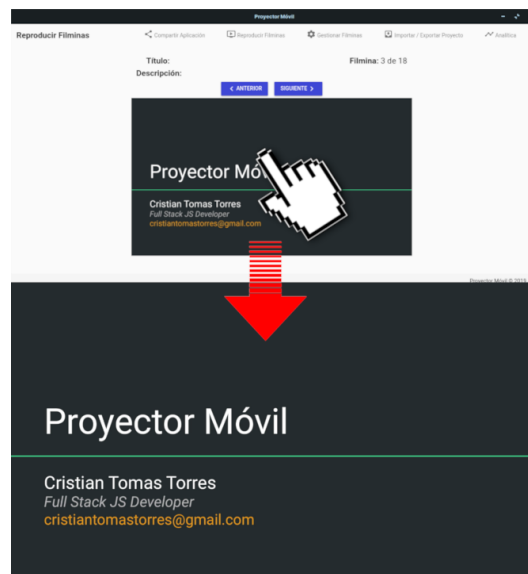 Proyector Móvil
Reproducir Filminas
Compartir Aplicación
Reproducir Filminas
Gestionar Filminas
Importar / Exportar Proyecto
Analítica
Título:
Filmina: 3 de 18
Descripción:
ANTERIOR
SIGUIENTE
Proyector
Cristian Tomas Torres
Full Stack JS Developer
cristiantomastorres@gmail.com
Proyector Móvil © 2019
Proyector Móvil
Cristian Tomas Torres
Full Stack JS Developer
cristiantomastorres@gmail.com